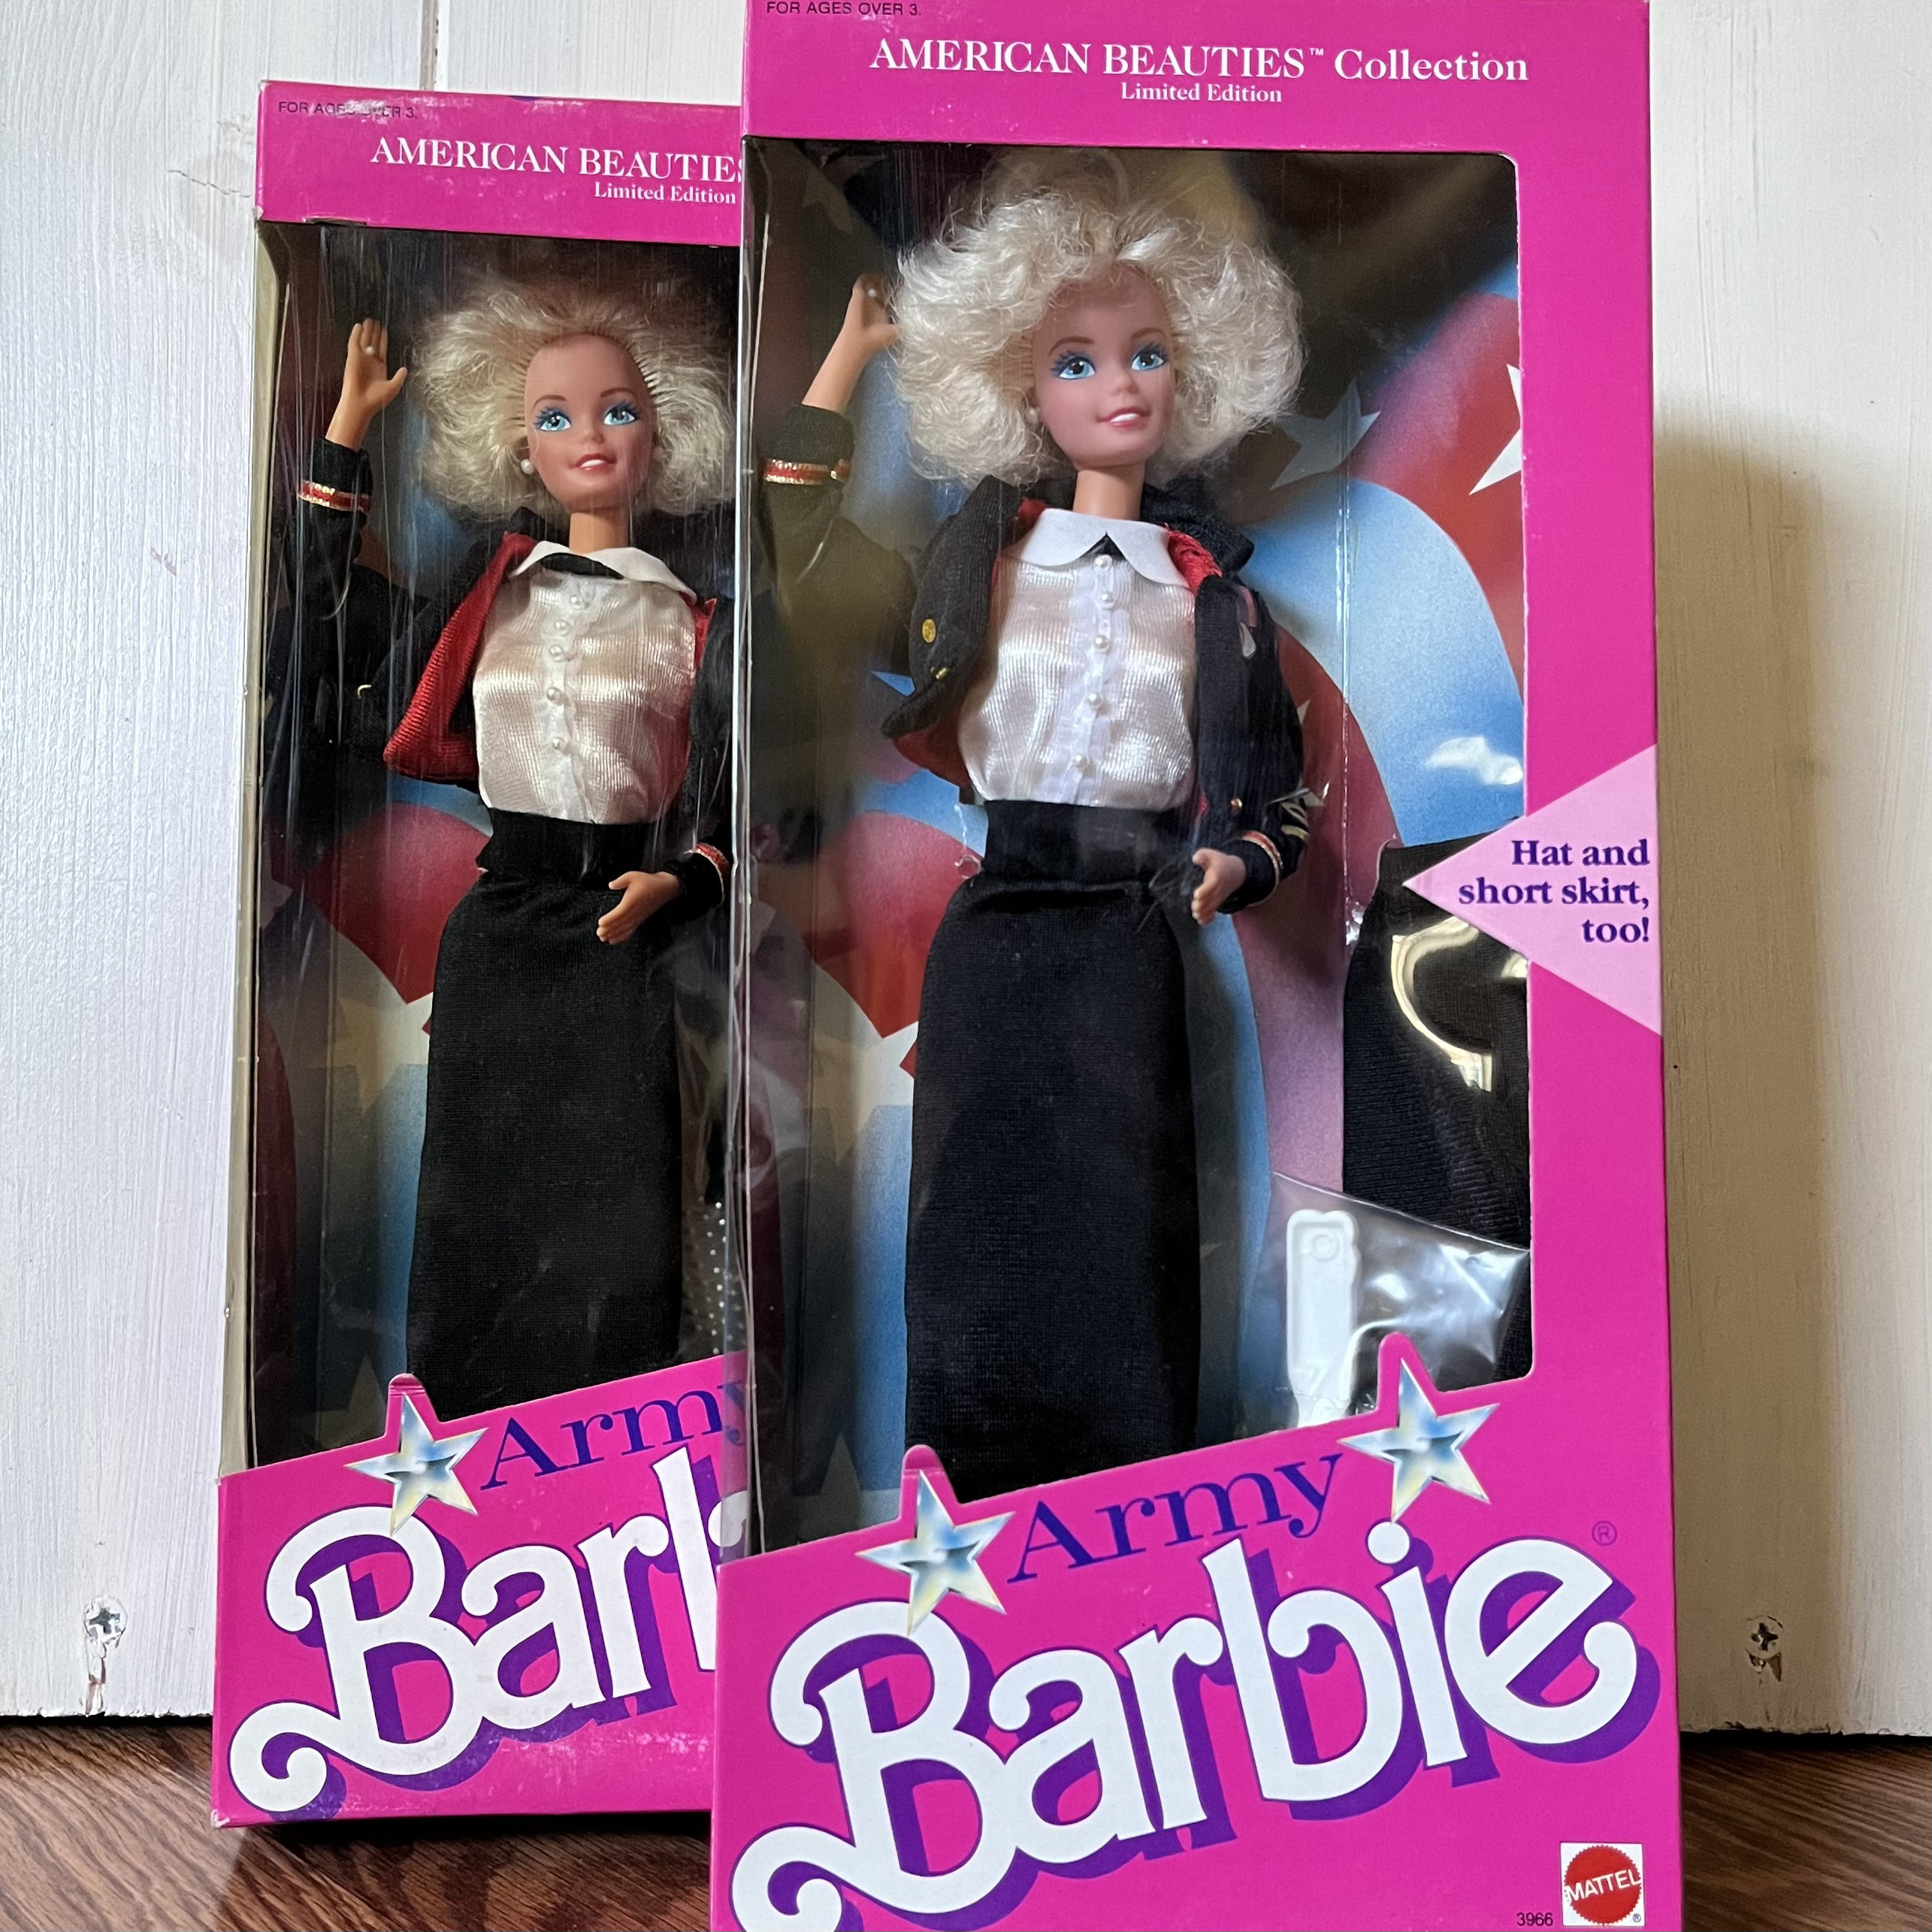 FOR AGES OVER 3.
AMERICAN BEAUTIES
Limited Edition
Army
Barb
FOR AGES OVER 3.
AMERICAN BEAUTIES™ Collection
Limited Edition
Hat and
short skirt,
too!
Army
Barbie®
3966
MATTEL®